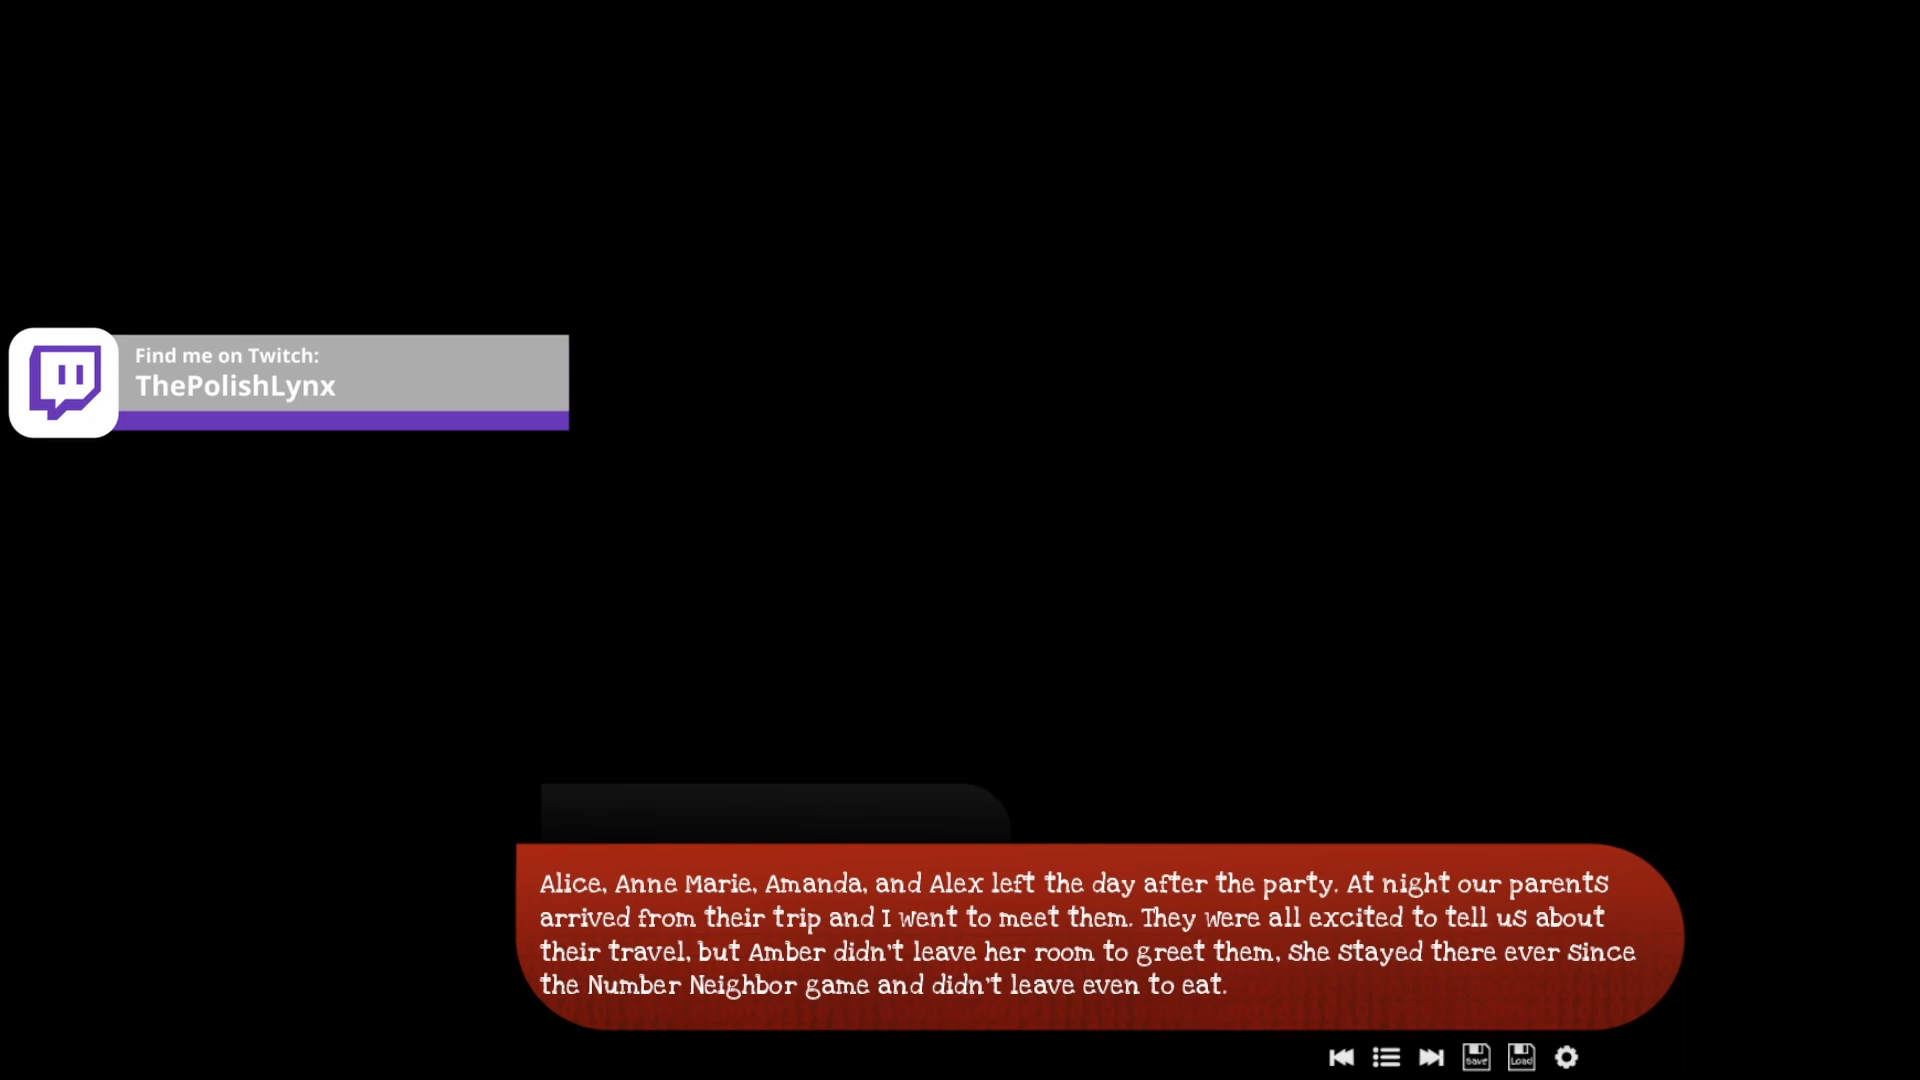 Find me on Twitch:
ThePolishLynx
Alice, Anne Marie, Amanda, and Alex left the day after the party. At night our parents
arrived from their trip and I went to meet them. They were all excited to tell us about
their travel, but Amber didn't leave her room to greet them, she stayed there ever since
the Number Neighbor game and didn't leave even to eat.
Save Load